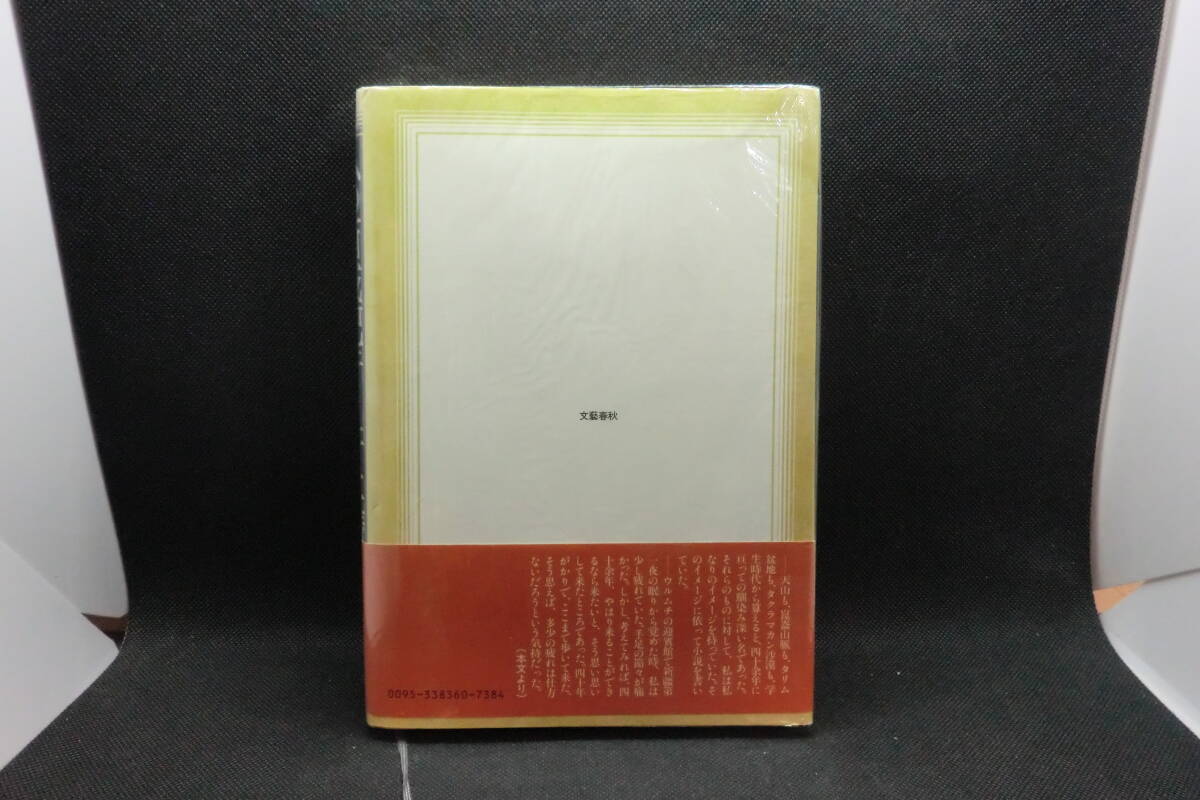 文藝春秋
――天山も、崑崙山脈も、タリム
盆地も、タクラマカン沙漠も、学
生時代から算えると、四十余年に
亘っての馴染み深い名であった。
それらのものに対して、私は私
なりのイメージを持っていた。そ
のイメージに依って小説を書い
ていた。
――ウルムチの迎賓館で新疆第
一夜の眠りから覚めた時、私は
少し疲れていた。手足の節々が痛
かった。しかし、考えてみれば、四
十余年、やはり来ることができ
るなら来たいと、そう思い思い
して来たところであった。四十年
がかりで、ここまで歩いて来た。
そう思えば、多少の疲れは仕方
ないだろうという気持だった。
（本文より）
0095-338360-7384